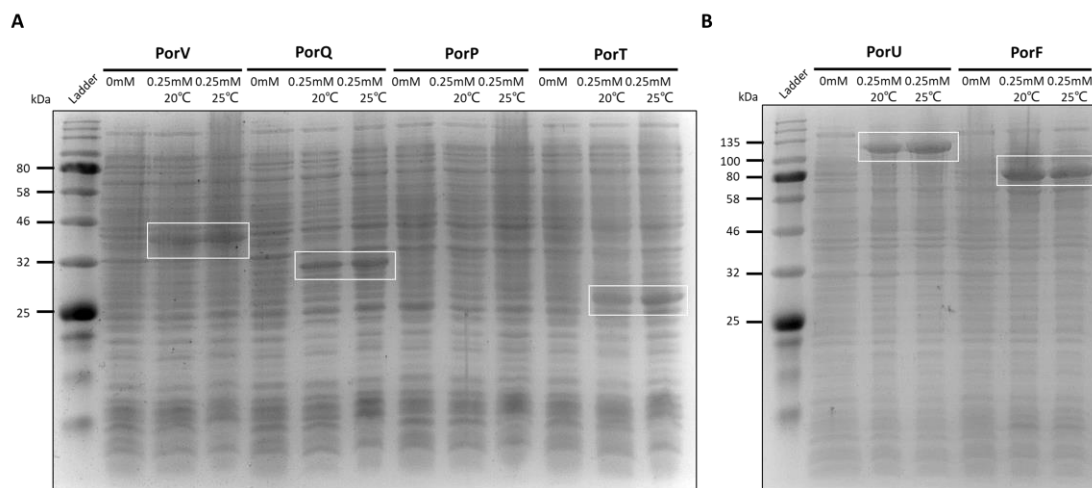 A
PorV PorQ PorP PorT
Ladder 0mM 0.25mM 0.25mM 0mM 0.25mM 0.25mM 0mM 0.25mM 0.25mM 0mM 0.25mM 0.25mM
kDa 20℃ 25℃ 20℃ 25℃ 20℃ 25℃ 20℃ 25℃
80
58
46
32
25
B
PorU PorF
Ladder 0mM 0.25mM 0.25mM 0mM 0.25mM 0.25mM
kDa 20℃ 25℃ 20℃ 25℃
135
100
80
58
46
32
25